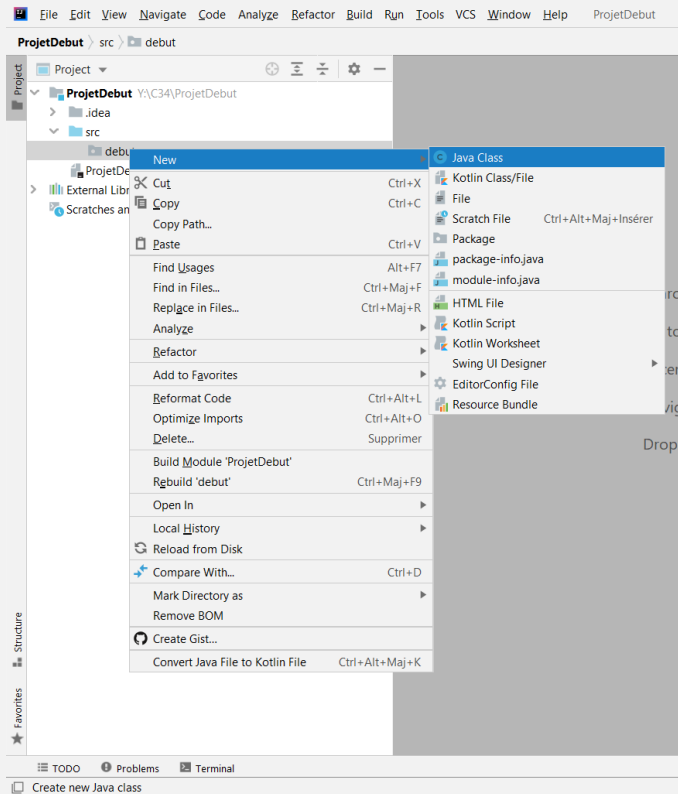 File Edit View Navigate Code Analyze Refactor Build Run Tools VCS Window Help ProjetDebut
ProjetDebut src debut
Project
Project
ProjetDebut Y:\C34\ProjetDebut
.idea
src
debu
ProjetDe
External Libr
Scratches an
New
Cut Ctrl+X
Copy Ctrl+C
Copy Path...
Paste Ctrl+V
Find Usages Alt+F7
Find in Files... Ctrl+Maj+F
Replace in Files... Ctrl+Maj+R
Analyze
Refactor
Add to Favorites
Reformat Code Ctrl+Alt+L
Optimize Imports Ctrl+Alt+O
Delete... Supprimer
Build Module 'ProjetDebut'
Rebuild 'debut' Ctrl+Maj+F9
Open In
Local History
Reload from Disk
Compare With... Ctrl+D
Mark Directory as
Remove BOM
Create Gist...
Convert Java File to Kotlin File Ctrl+Alt+Maj+K
Java Class
Kotlin Class/File
File
Scratch File Ctrl+Alt+Maj+Insérer
Package
package-info.java
module-info.java
HTML File
Kotlin Script
Kotlin Worksheet
Swing UI Designer
EditorConfig File
Resource Bundle
Drop
Structure
Favorites
TODO Problems Terminal
Create new Java class